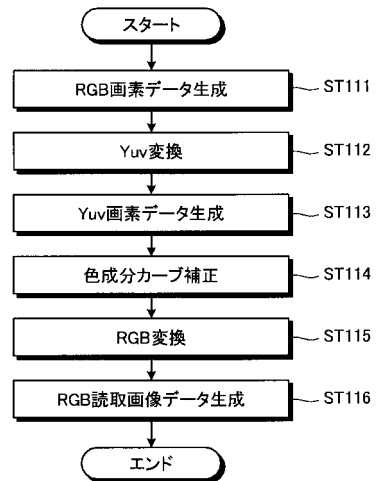 スタート
RGB画素データ生成 ST111
Yuv変換 ST112
Yuv画素データ生成 ST113
色成分カーブ補正 ST114
RGB変換 ST115
RGB読取画像データ生成 ST116
エンド